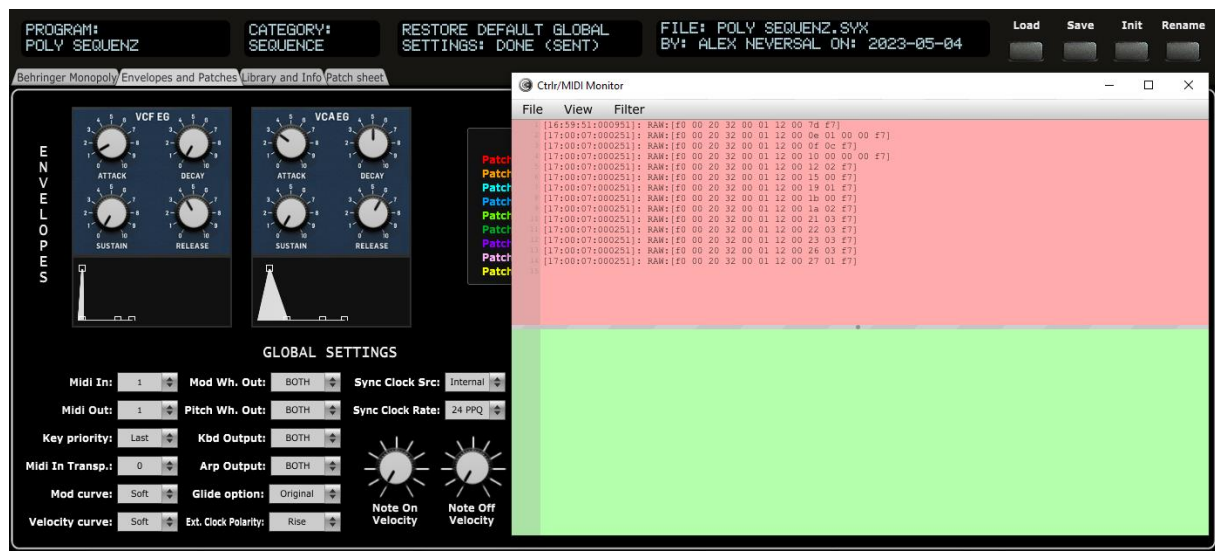 PROGRAM:
POLY SEQUENZ
CATEGORY:
SEQUENCE
RESTORE DEFAULT GLOBAL
SETTINGS: DONE (SENT)
FILE: POLY SEQUENZ.SYX
BY: ALEX NEVERSAL ON: 2023-05-04
Load Save Init Rename
Behringer Monopoly Envelopes and Patches Library and Info Patch sheet
ENVELOPES
VCF EG
ATTACK DECAY
SUSTAIN RELEASE
VCA EG
ATTACK DECAY
SUSTAIN RELEASE
Patch
Patch
Patch
Patch
Patch
Patch
Patch
Patch
Patch
Ctrlr/MIDI Monitor
File View Filter
[16:59:51:000951]: RAW:[f0 00 20 32 00 01 12 00 7d f7]
[17:00:07:000251]: RAW:[f0 00 20 32 00 01 12 00 0e 01 00 00 f7]
[17:00:07:000251]: RAW:[f0 00 20 32 00 01 12 00 0f 0c f7]
[17:00:07:000251]: RAW:[f0 00 20 32 00 01 12 00 10 00 00 00 f7]
[17:00:07:000251]: RAW:[f0 00 20 32 00 01 12 00 12 02 f7]
[17:00:07:000251]: RAW:[f0 00 20 32 00 01 12 00 15 00 f7]
[17:00:07:000251]: RAW:[f0 00 20 32 00 01 12 00 19 01 f7]
[17:00:07:000251]: RAW:[f0 00 20 32 00 01 12 00 1b 00 f7]
[17:00:07:000251]: RAW:[f0 00 20 32 00 01 12 00 1a 02 f7]
[17:00:07:000251]: RAW:[f0 00 20 32 00 01 12 00 21 03 f7]
[17:00:07:000251]: RAW:[f0 00 20 32 00 01 12 00 22 03 f7]
[17:00:07:000251]: RAW:[f0 00 20 32 00 01 12 00 23 03 f7]
[17:00:07:000251]: RAW:[f0 00 20 32 00 01 12 00 26 03 f7]
[17:00:07:000251]: RAW:[f0 00 20 32 00 01 12 00 27 01 f7]
GLOBAL SETTINGS
Midi In: 1 Mod Wh. Out: BOTH Sync Clock Src: Internal
Midi Out: 1 Pitch Wh. Out: BOTH Sync Clock Rate: 24 PPQ
Key priority: Last Kbd Output: BOTH
Midi In Transp.: 0 Arp Output: BOTH
Mod curve: Soft Glide option: Original
Velocity curve: Soft Ext. Clock Polarity: Rise
Note On Velocity
Note Off Velocity